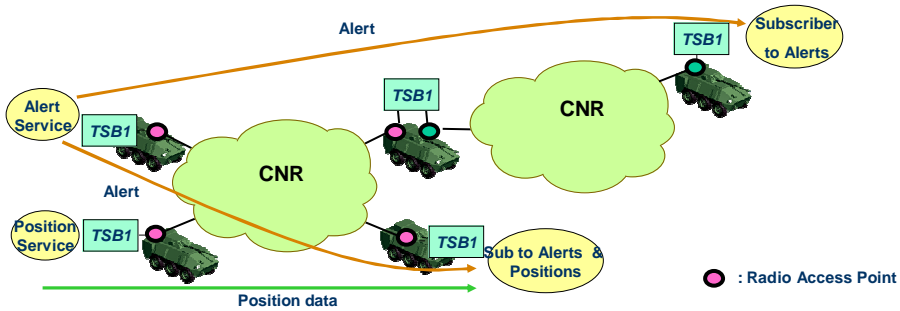 Alert
Subscriber
to Alerts
TSB1
TSB1
CNR
Alert
Service
TSB1
CNR
Alert
Position
Service
TSB1
TSB1
Sub to Alerts &
Positions
: Radio Access Point
Position data